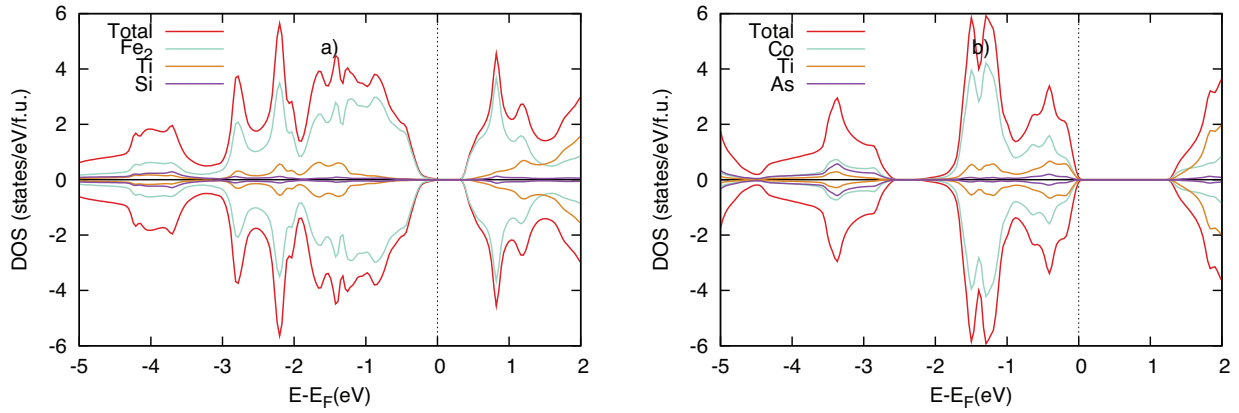 6
4
2
0
-2
-4
-6
DOS (states/eV/f.u.)
Total
Fe2
Ti
Si
a)
-5 -4 -3 -2 -1 0 1 2
E-EF(eV)
6
4
2
0
-2
-4
-6
DOS (states/eV/f.u.)
Total
Co
Ti
As
b)
-5 -4 -3 -2 -1 0 1 2
E-EF(eV)